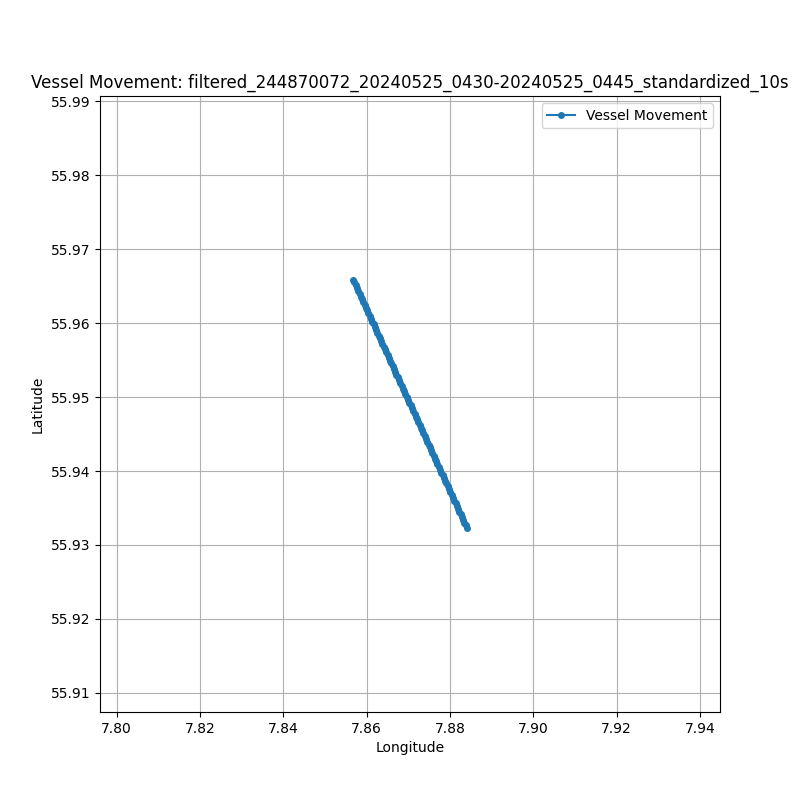 Vessel Movement: filtered_244870072_20240525_0430-20240525_0445_standardized_10s
Vessel Movement
55.99
55.98
55.97
55.96
55.95
55.94
55.93
55.92
55.91
Latitude
7.80 7.82 7.84 7.86 7.88 7.90 7.92 7.94
Longitude